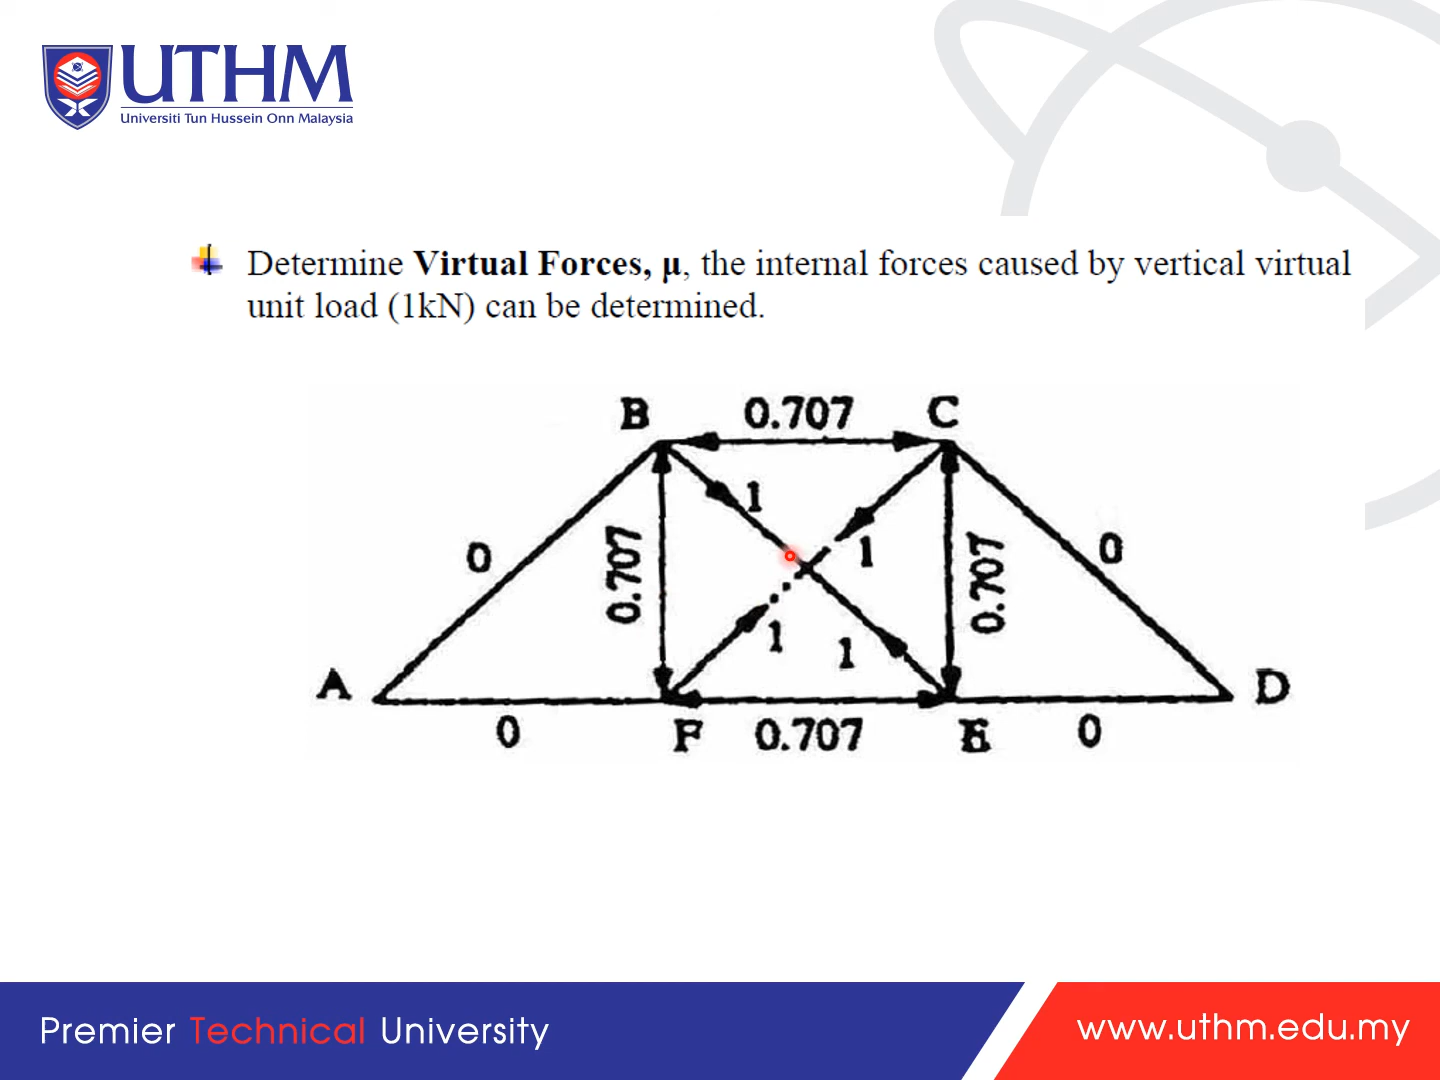 UTHM
Universiti Tun Hussein Onn Malaysia
Determine Virtual Forces, μ, the internal forces caused by vertical virtual
unit load (1kN) can be determined.
B 0.707 C
1
0 0.707 1 0.707 0
1 1
A D
0 F 0.707 E 0
Premier Technical University
www.uthm.edu.my